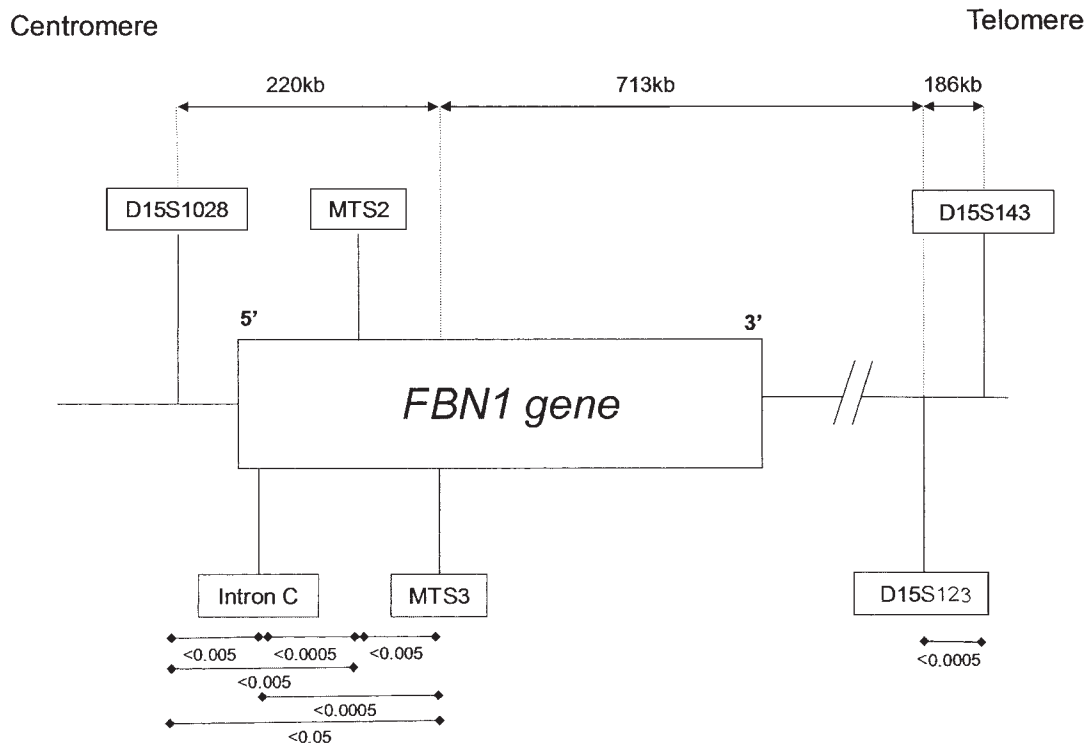 Centromere
Telomere
220kb
713kb
186kb
D15S1028
MTS2
D15S143
5’
3’
FBN1 gene
Intron C
MTS3
D15S123
<0.005
<0.0005
<0.005
<0.0005
<0.005
<0.0005
<0.05